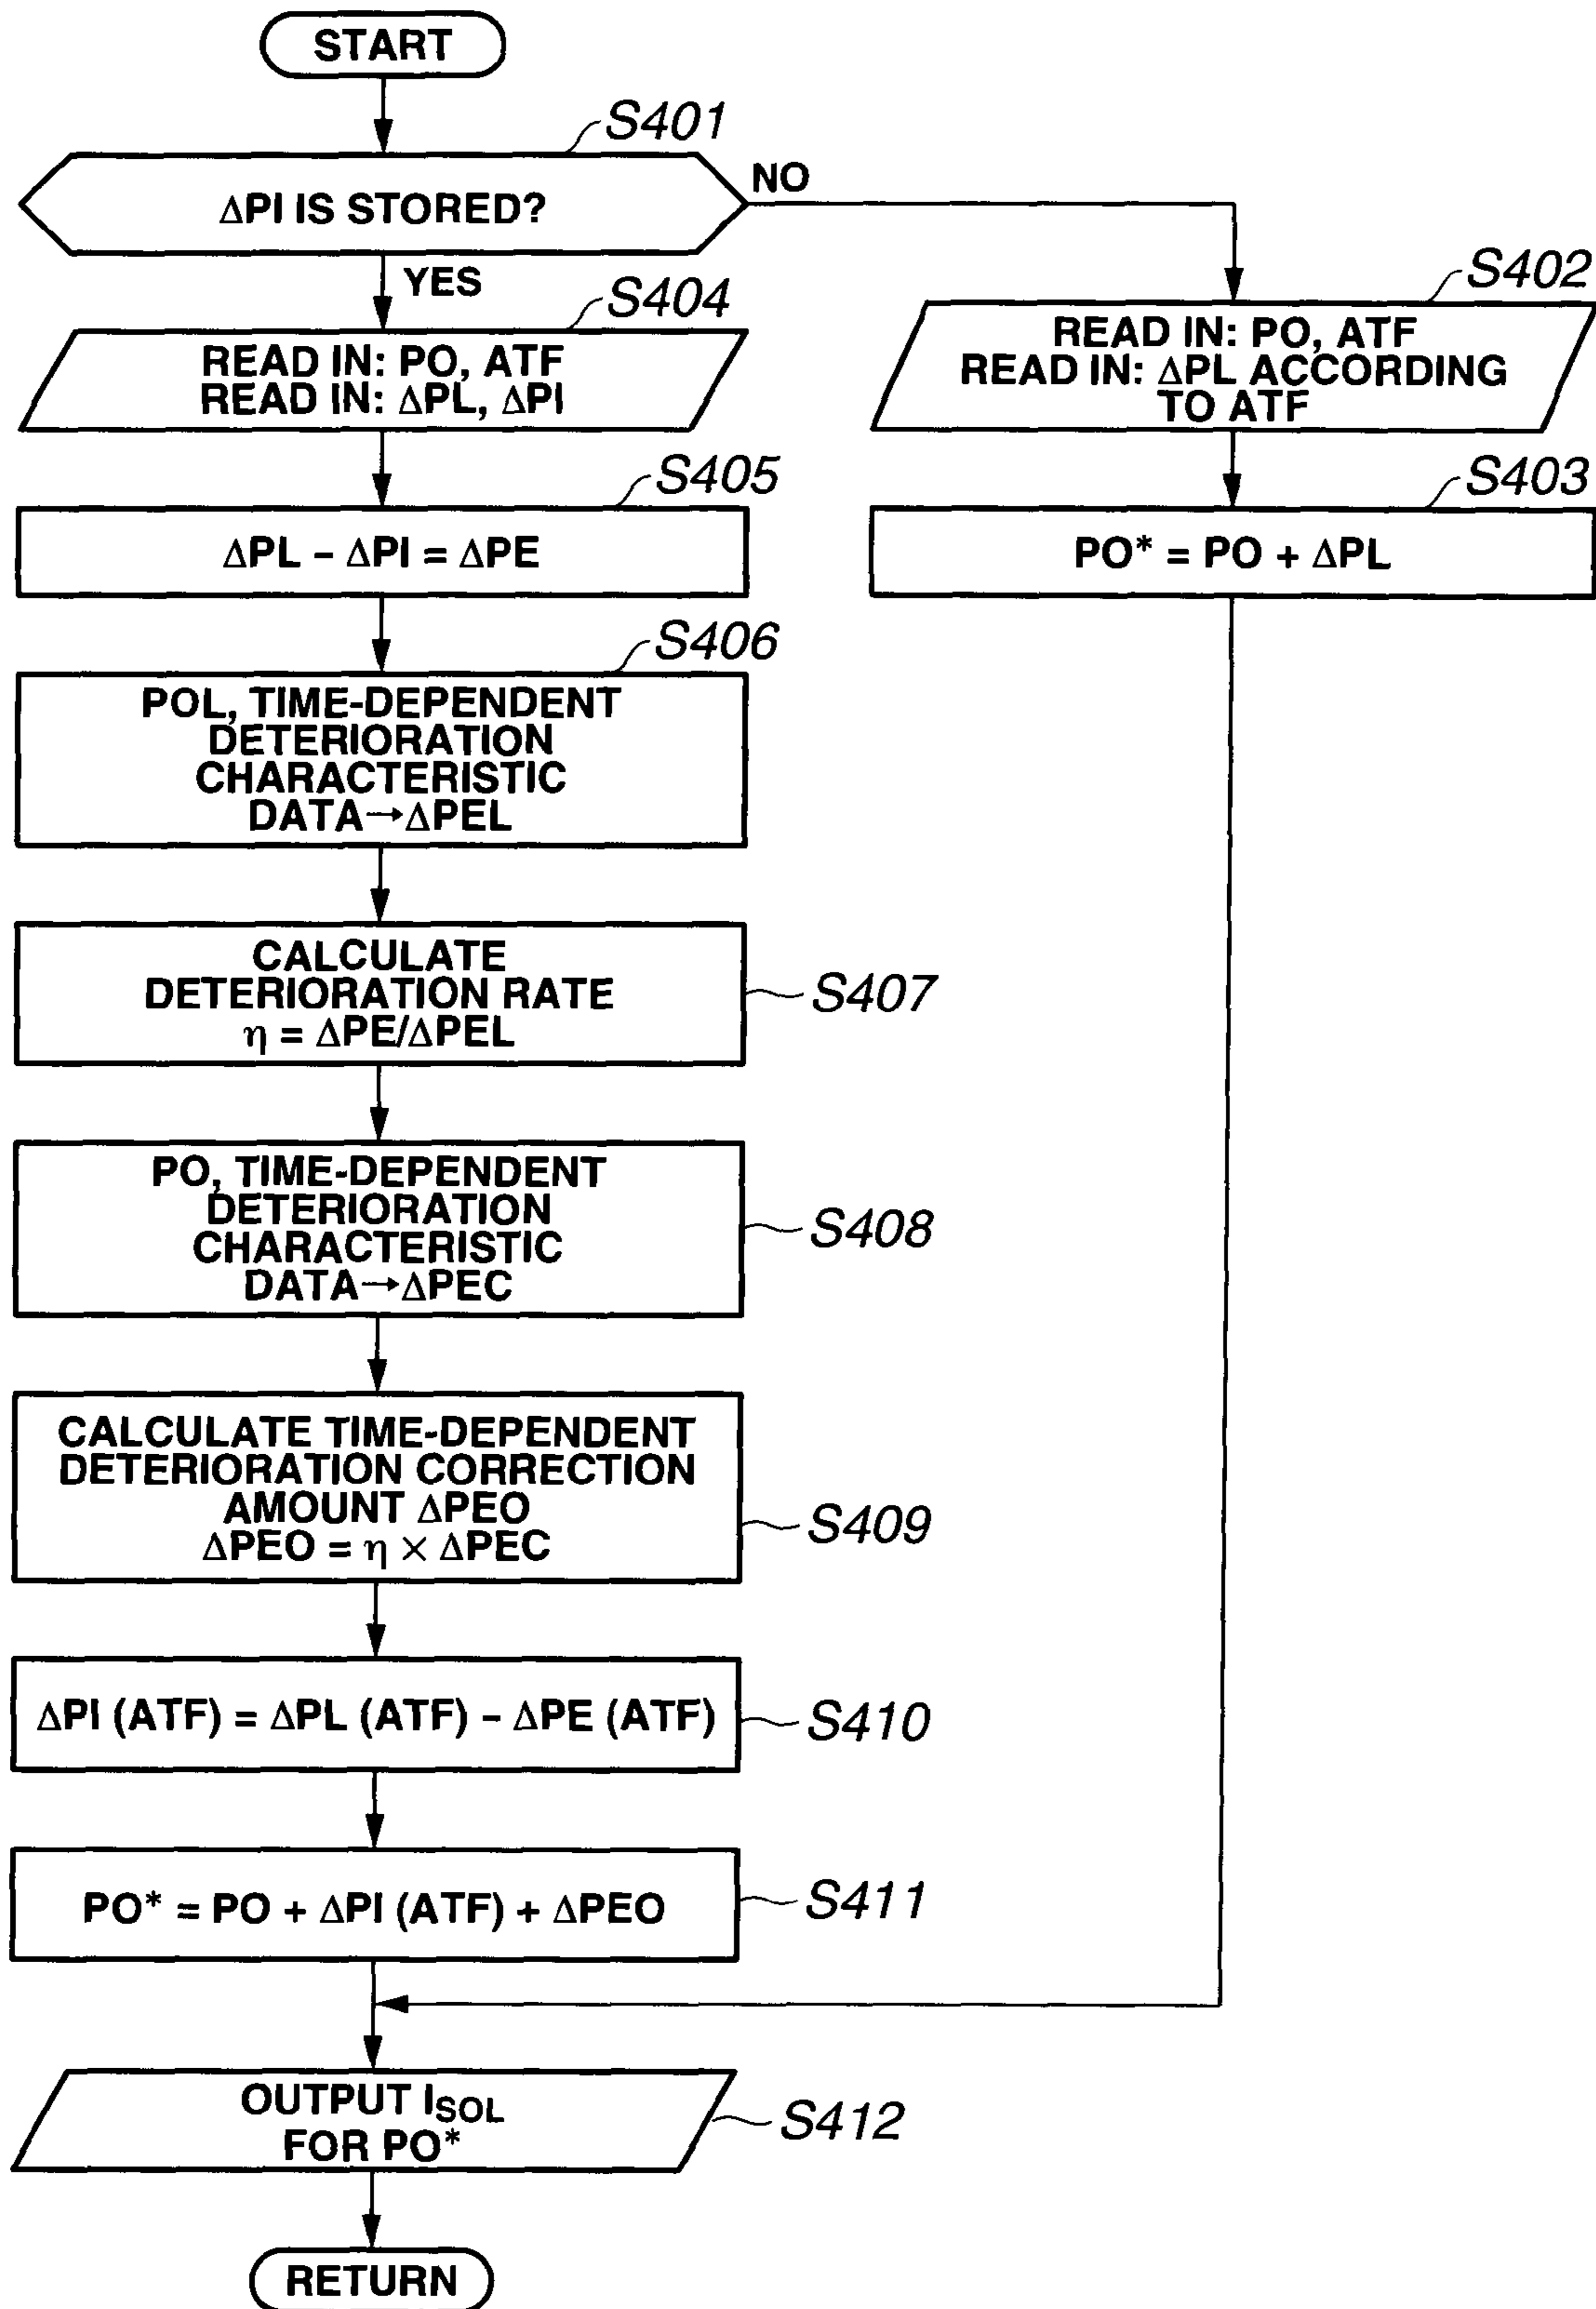 START
S401
ΔPI IS STORED?
NO
YES
S404
READ IN: PO, ATF
READ IN: ΔPL, ΔPI
S402
READ IN: PO, ATF
READ IN: ΔPL ACCORDING
TO ATF
S405
ΔPL – ΔPI = ΔPE
S403
PO* = PO + ΔPL
S406
POL, TIME-DEPENDENT
DETERIORATION
CHARACTERISTIC
DATA→ΔPEL
CALCULATE
DETERIORATION RATE
η = ΔPE/ΔPEL
S407
PO, TIME-DEPENDENT
DETERIORATION
CHARACTERISTIC
DATA→ΔPEC
S408
CALCULATE TIME-DEPENDENT
DETERIORATION CORRECTION
AMOUNT ΔPEO
ΔPEO = η × ΔPEC
S409
ΔPI (ATF) = ΔPL (ATF) – ΔPE (ATF)
S410
PO* = PO + ΔPI (ATF) + ΔPEO
S411
OUTPUT ISOL
FOR PO*
S412
RETURN